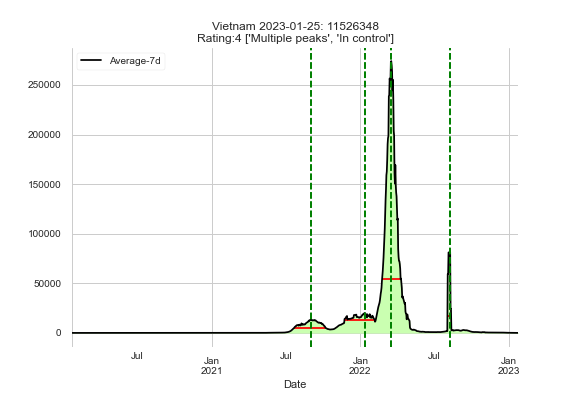 Vietnam 2023-01-25: 11526348
Rating:4 ['Multiple peaks', 'In control']
Average-7d
250000
200000
150000
100000
50000
0
Jul
Jan
2021
Jul
Jan
2022
Jul
Jan
2023
Date